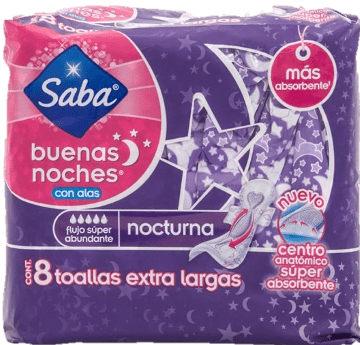 Saba®
buenas
noches®
con alas
flujo súper
abundante
nocturna
CONT. 8 toallas extra largas
más
absorbente
nuevo
centro
anatómico
súper
absorbente